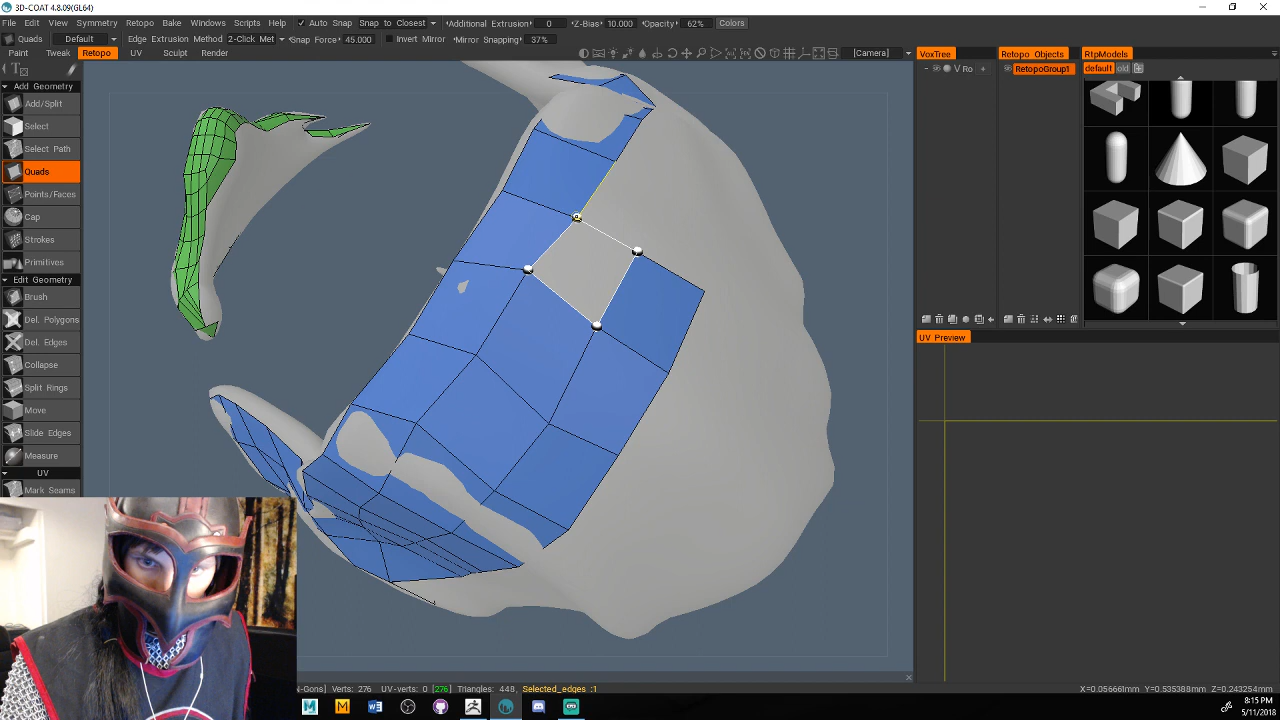 3D-COAT 4.8.09(GL64)
File Edit View Symmetry Retopo Bake Windows Scripts Help Auto Snap Snap to Closest Additional Extrusion 0 Z-Bias 10.000 Opacity 62% Colors
Quads Default Edge Extrusion Method 2-Click Met Snap Force 45.000 Invert Mirror Mirror Snapping 37%
Paint Tweak Retopo UV Sculpt Render [Camera] VoxTree Retopo Objects RtpModels
V Ro + RetopoGroup1 default old
Add Geometry
Add/Split
Select
Select Path
Quads
Points/Faces
Cap
Strokes
Primitives
Edit Geometry
Brush
Del. Polygons
Del. Edges
Collapse
Split Rings
Move
Slide Edges
Measure
UV
Mark Seams
UV Preview
N-Gons] Verts: 276 UV-verts: 0 [276] Triangles: 448, Selected_edges :1 X=0.056661mm Y=0.535388mm Z=0.243254mm
8:15 PM
5/11/2018